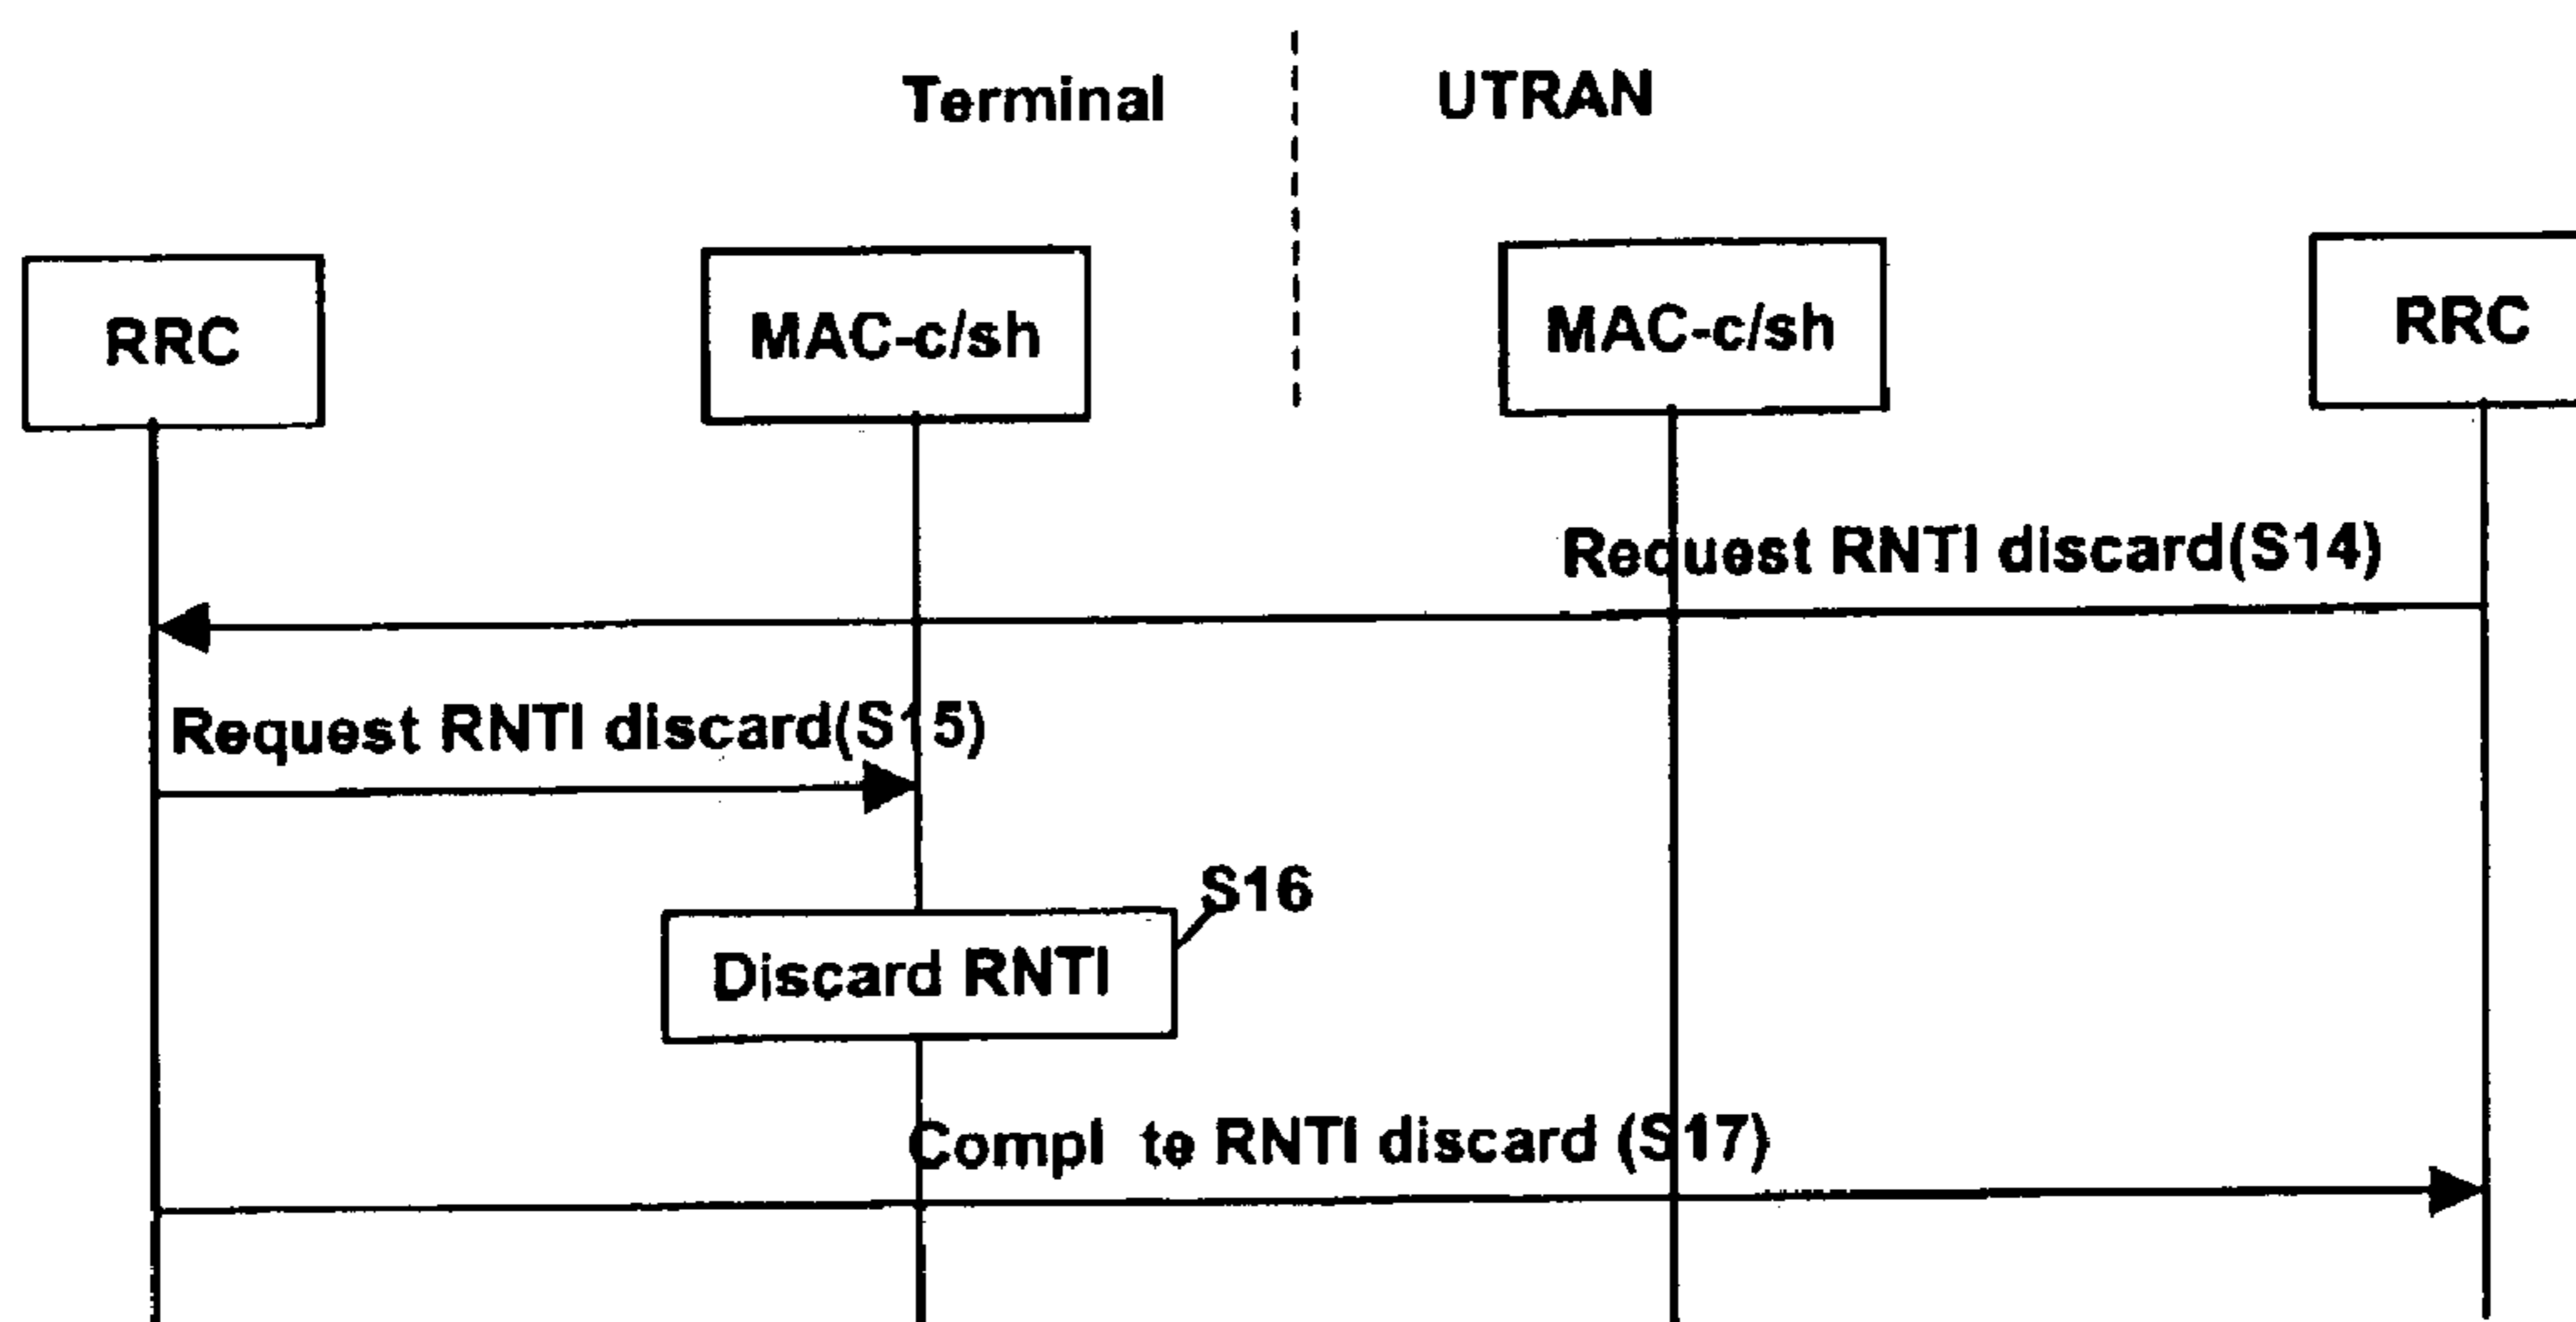 Terminal
UTRAN
RRC
MAC-c/sh
MAC-c/sh
RRC
Request RNTI discard(S14)
Request RNTI discard(S15)
S16
Discard RNTI
Compl te RNTI discard (S17)